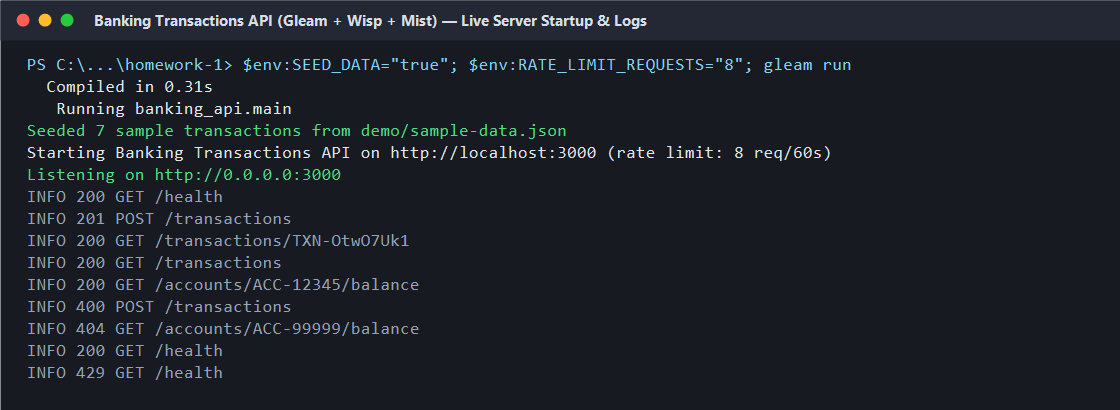 Banking Transactions API (Gleam + Wisp + Mist) — Live Server Startup & Logs
PS C:\...\homework-1> $env:SEED_DATA="true"; $env:RATE_LIMIT_REQUESTS="8"; gleam run
Compiled in 0.31s
Running banking_api.main
Seeded 7 sample transactions from demo/sample-data.json
Starting Banking Transactions API on http://localhost:3000 (rate limit: 8 req/60s)
Listening on http://0.0.0.0:3000
INFO 200 GET /health
INFO 201 POST /transactions
INFO 200 GET /transactions/TXN-OtwO7Uk1
INFO 200 GET /transactions
INFO 200 GET /accounts/ACC-12345/balance
INFO 400 POST /transactions
INFO 404 GET /accounts/ACC-99999/balance
INFO 200 GET /health
INFO 429 GET /health